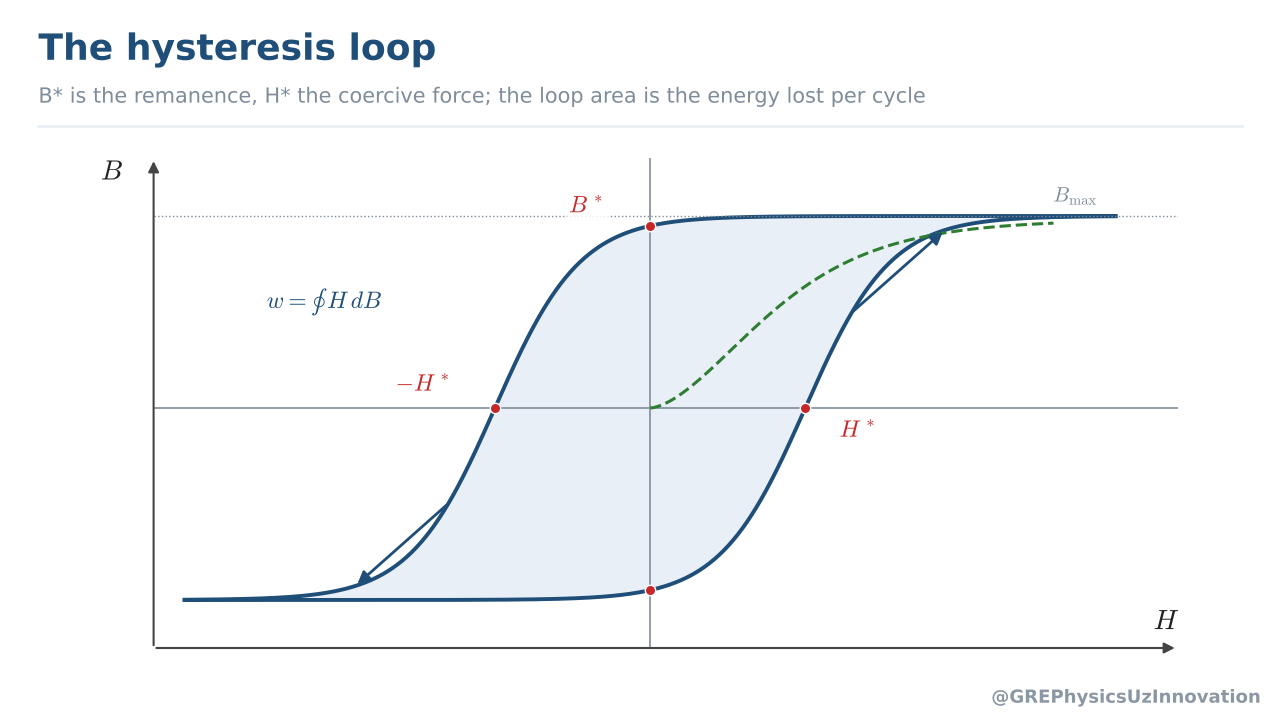 The hysteresis loop
B* is the remanence, H* the coercive force; the loop area is the energy lost per cycle
B
B *
B_max
w = ∮ H dB
−H *
H *
H
@GREPhysicsUzInnovation